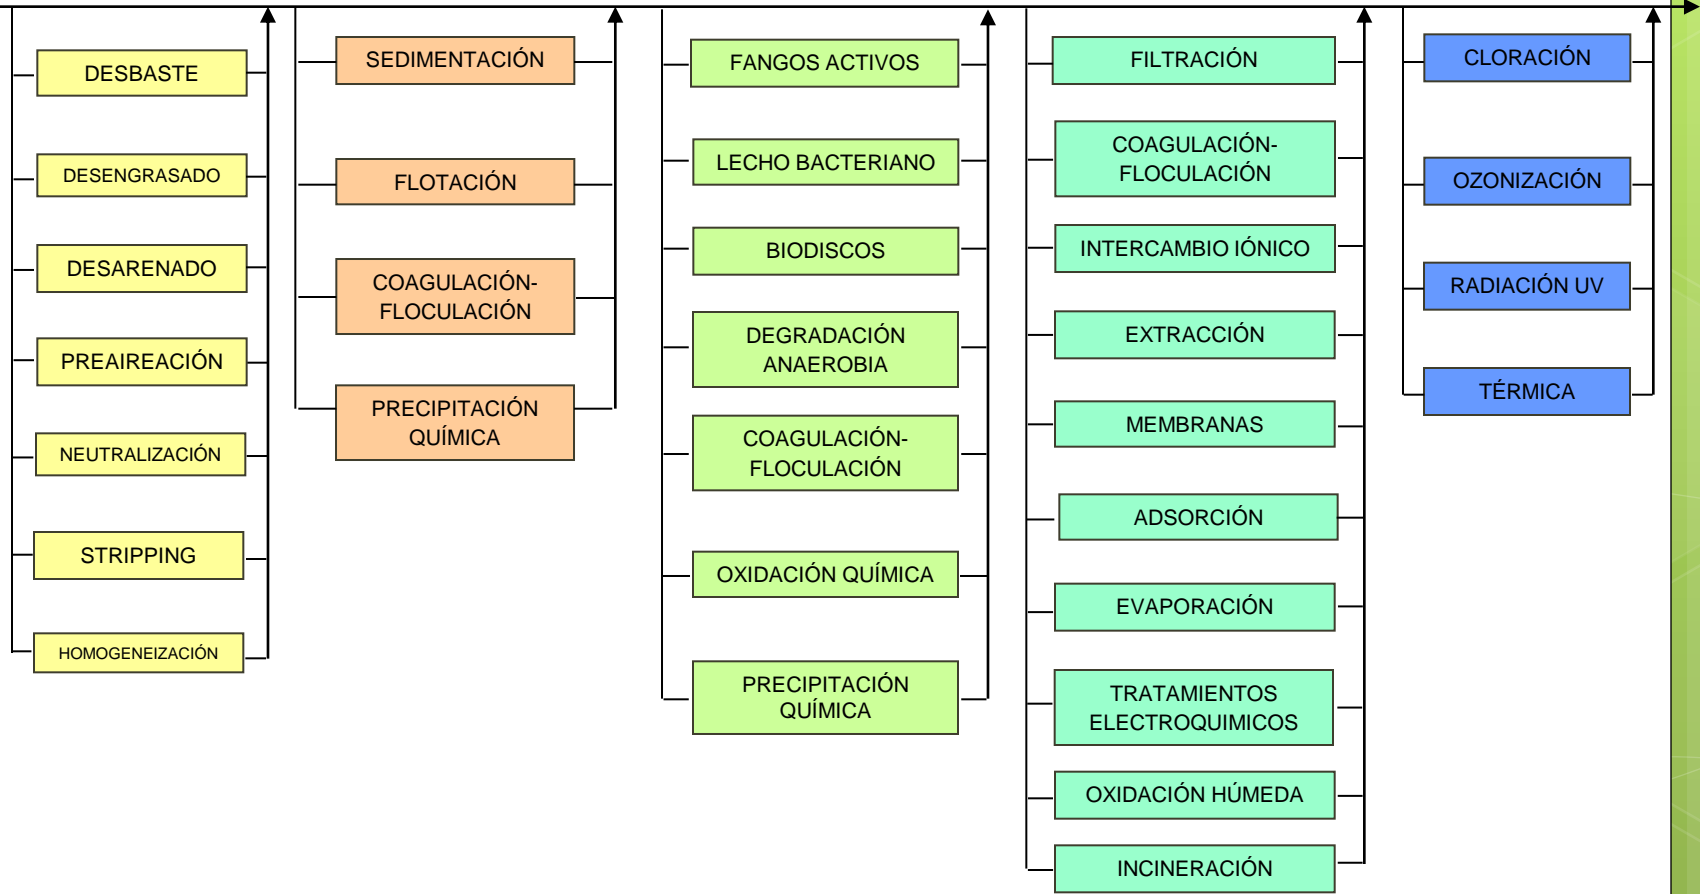 DESBASTE
DESENGRASADO
DESARENADO
PREAIREACIÓN
NEUTRALIZACIÓN
STRIPPING
HOMOGENEIZACIÓN
SEDIMENTACIÓN
FLOTACIÓN
COAGULACIÓN-
FLOCULACIÓN
PRECIPITACIÓN
QUÍMICA
FANGOS ACTIVOS
LECHO BACTERIANO
BIODISCOS
DEGRADACIÓN
ANAEROBIA
COAGULACIÓN-
FLOCULACIÓN
OXIDACIÓN QUÍMICA
PRECIPITACIÓN
QUÍMICA
FILTRACIÓN
COAGULACIÓN-
FLOCULACIÓN
INTERCAMBIO IÓNICO
EXTRACCIÓN
MEMBRANAS
ADSORCIÓN
EVAPORACIÓN
TRATAMIENTOS
ELECTROQUIMICOS
OXIDACIÓN HÚMEDA
INCINERACIÓN
CLORACIÓN
OZONIZACIÓN
RADIACIÓN UV
TÉRMICA